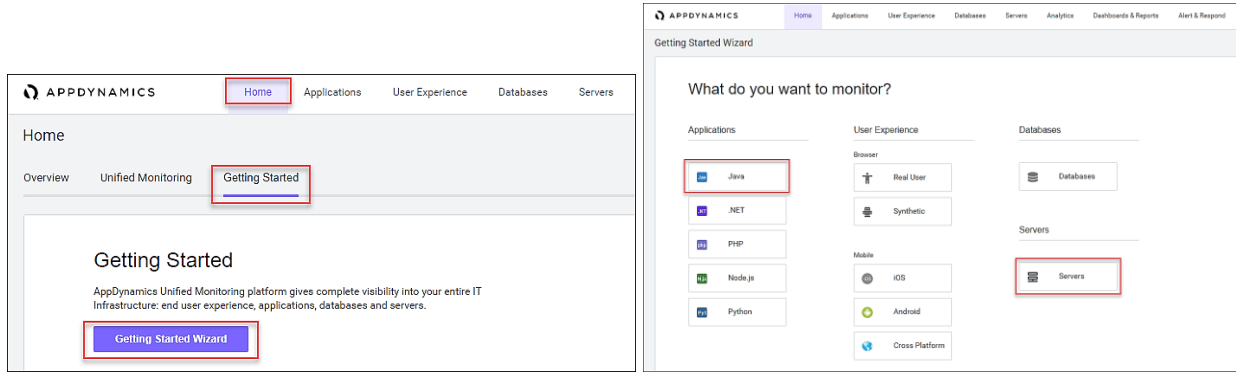 APPDYNAMICS
Home Applications User Experience Databases Servers
Home
Overview Unified Monitoring Getting Started
Getting Started
AppDynamics Unified Monitoring platform gives complete visibility into your entire IT
Infrastructure: end user experience, applications, databases and servers.
Getting Started Wizard
APPDYNAMICS
Home Applications User Experience Databases Servers Analytics Dashboards & Reports Alert & Respond
Getting Started Wizard
What do you want to monitor?
Applications
Java
.NET
PHP
Node.js
Python
User Experience
Browser
Real User
Synthetic
Mobile
iOS
Android
Cross Platform
Databases
Databases
Servers
Servers